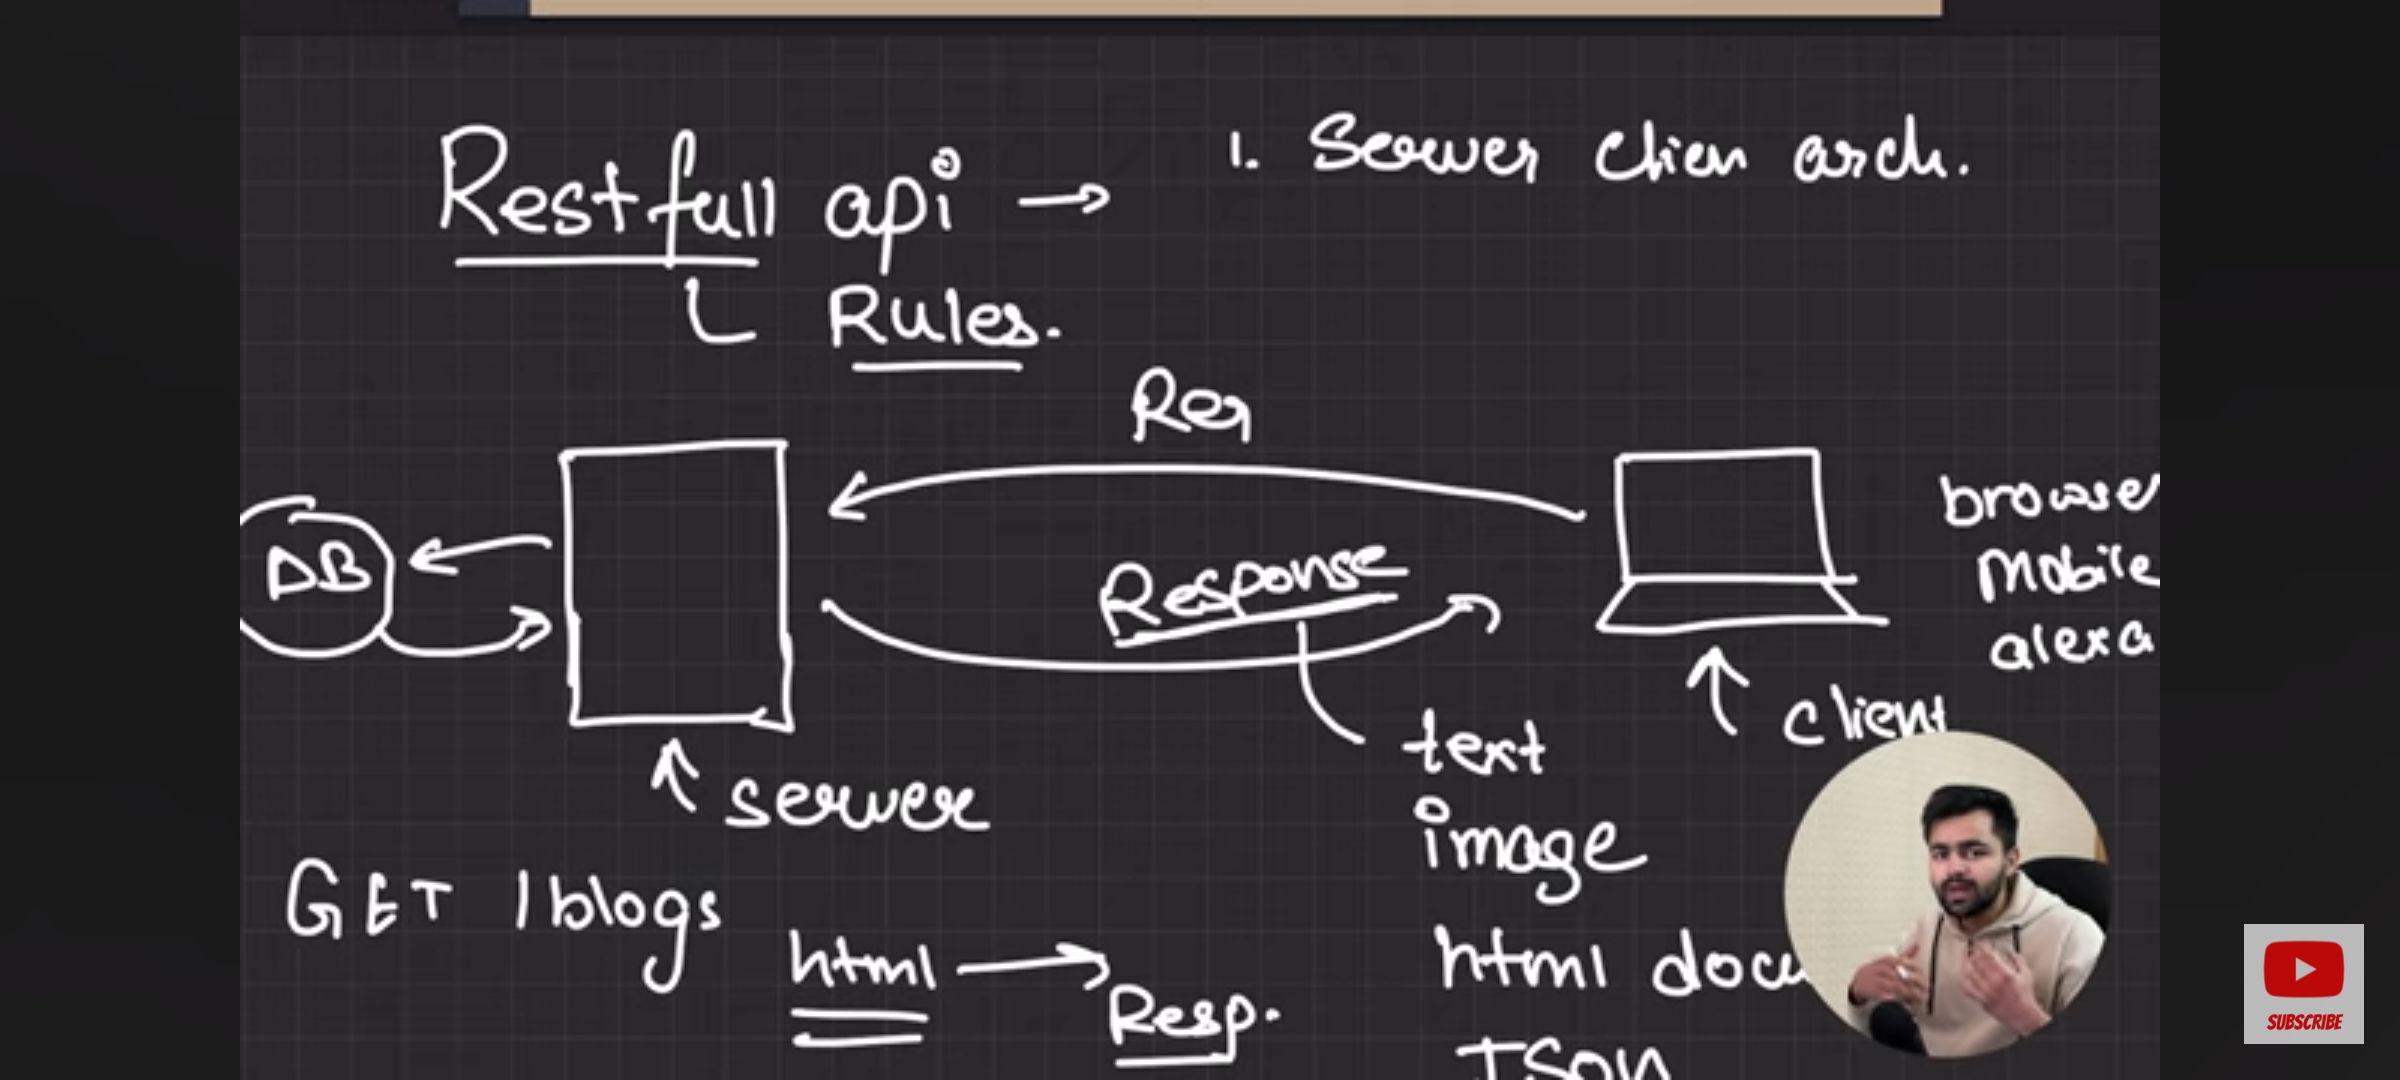 Restfull api → 1. Server clien arch.
Rules.
Req
browse
Mobile
alexa
DB
Response
client
text
server
image
GET /blogs
html → Resp.
html docu
JSON
SUBSCRIBE